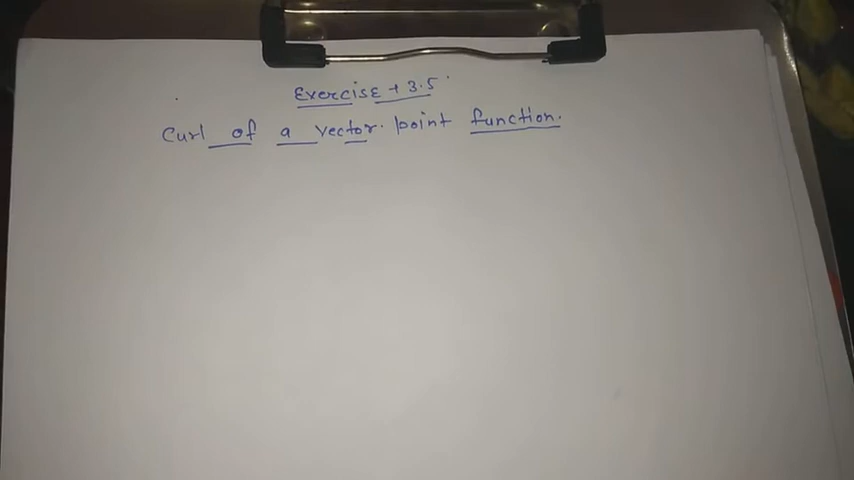 Exercise → 3.5
Curl of a vector point function.